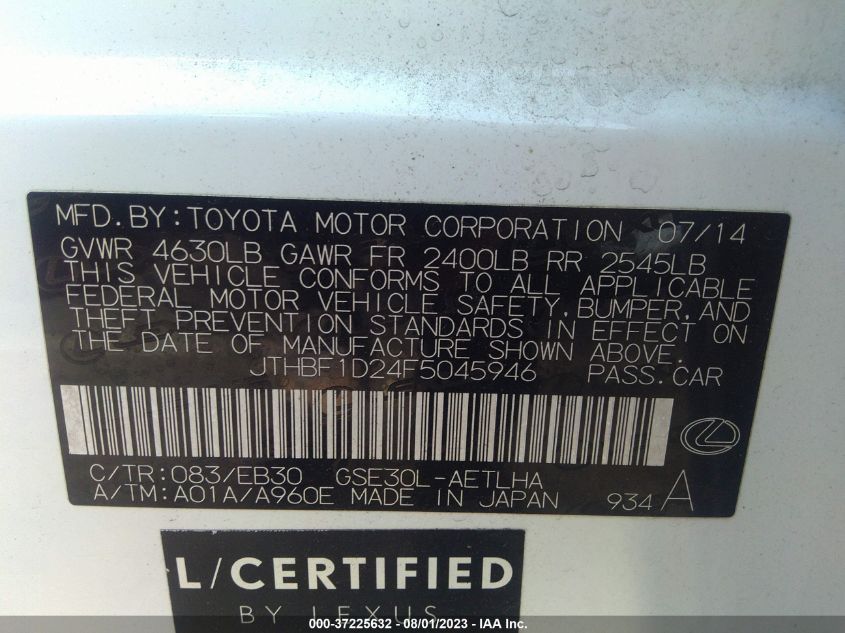 MFD.BY:TOYOTA MOTOR CORPORATION 07/14
GVWR 4630LB GAWR FR 2400LB RR 2545LB
THIS VEHICLE CONFORMS TO ALL APPLICABLE
FEDERAL MOTOR VEHICLE SAFETY,BUMPER,AND
THEFT PREVENTION STANDARDS IN EFFECT ON
THE DATE OF MANUFACTURE SHOWN ABOVE.
JTHBF1D24F5045946 PASS.CAR
C/TR:083/EB30 GSE30L-AETLHA
A/TM:A01A/A960E MADE IN JAPAN 934 A
L/CERTIFIED
BY LEXUS
000-37225632 - 08/01/2023 - IAA Inc.